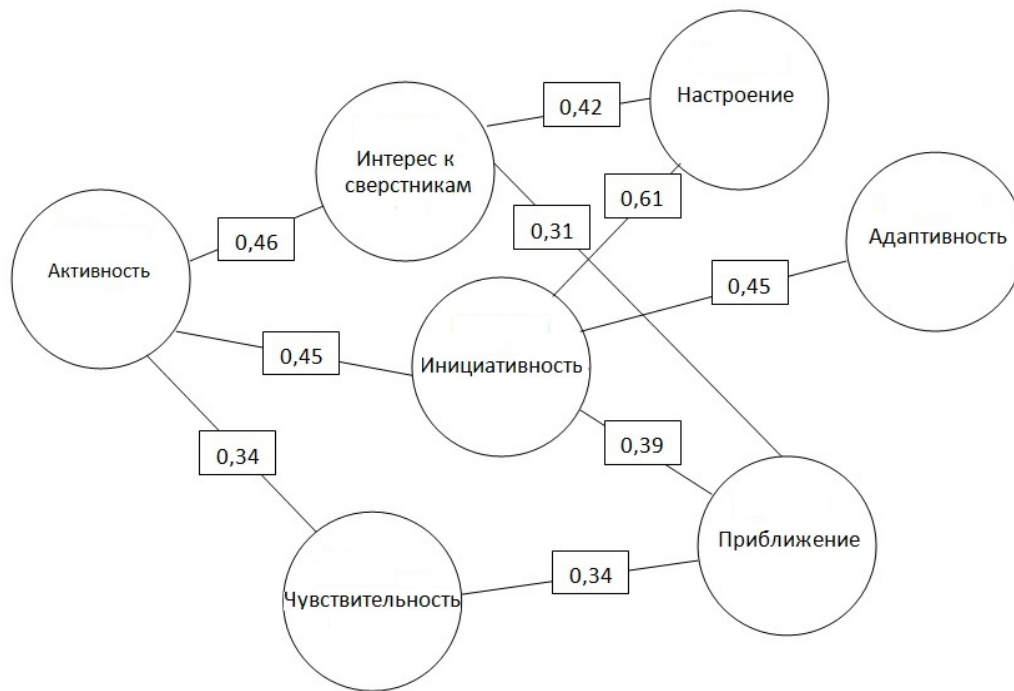 Настроение
0,42
Интерес к
сверстникам
0,61
0,31
0,46
Адаптивность
Активность
0,45
0,45
Инициативность
0,34
0,39
Приближение
0,34
Чувствительность